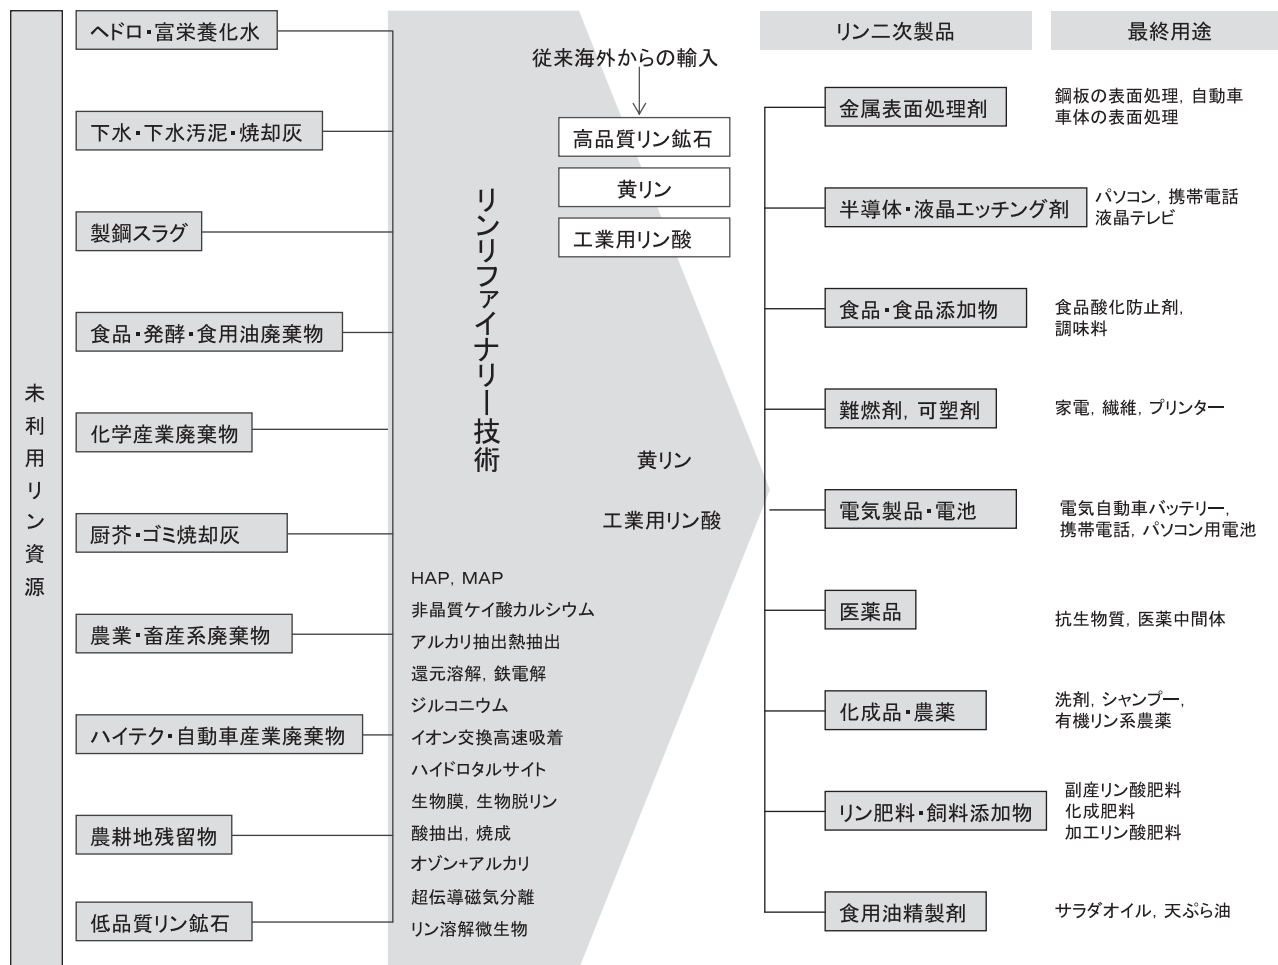 未利用リン資源
ヘドロ・富栄養化水
下水・下水汚泥・焼却灰
製鋼スラグ
食品・発酵・食用油廃棄物
化学産業廃棄物
厨芥・ゴミ焼却灰
農業・畜産系廃棄物
ハイテク・自動車産業廃棄物
農耕地残留物
低品質リン鉱石
リンリファイナリー技術
従来海外からの輸入
高品質リン鉱石
黄リン
工業用リン酸
黄リン
工業用リン酸
HAP, MAP
非晶質ケイ酸カルシウム
アルカリ抽出熱抽出
還元溶解, 鉄電解
ジルコニウム
イオン交換高速吸着
ハイドロタルサイト
生物膜, 生物脱リン
酸抽出, 焼成
オゾン+アルカリ
超伝導磁気分離
リン溶解微生物
リン二次製品
最終用途
金属表面処理剤
鋼板の表面処理, 自動車
車体の表面処理
半導体・液晶エッチング剤
パソコン, 携帯電話
液晶テレビ
食品・食品添加物
食品酸化防止剤,
調味料
難燃剤, 可塑剤
家電, 繊維, プリンター
電気製品・電池
電気自動車バッテリー,
携帯電話, パソコン用電池
医薬品
抗生物質, 医薬中間体
化成品・農薬
洗剤, シャンプー,
有機リン系農薬
リン肥料・飼料添加物
副産リン酸肥料
化成肥料
加工リン酸肥料
食用油精製剤
サラダオイル, 天ぷら油